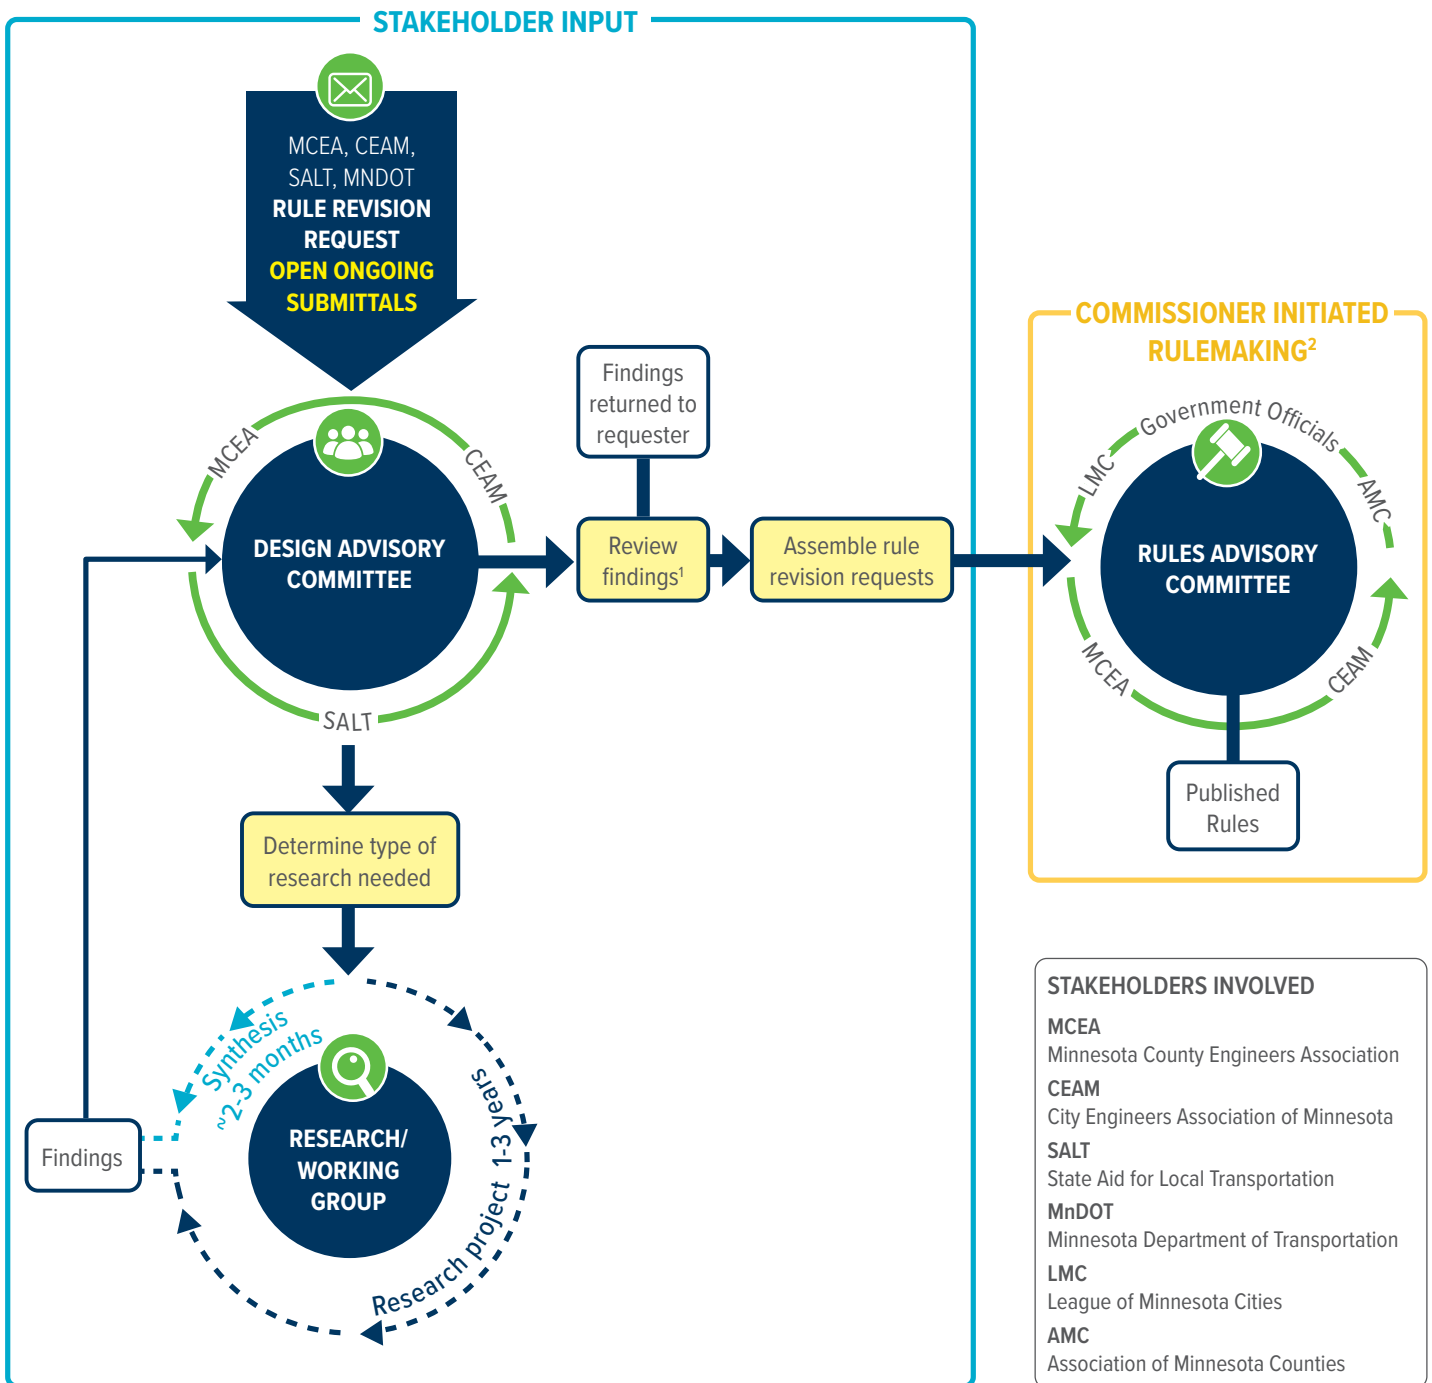 STAKEHOLDER INPUT
MCEA, CEAM,
SALT, MNDOT
RULE REVISION
REQUEST
OPEN ONGOING
SUBMITTALS
MCEA
CEAM
SALT
DESIGN ADVISORY
COMMITTEE
Findings
returned to
requester
Review
findings¹
Assemble rule
revision requests
Determine type of
research needed
Synthesis
~2-3 months
Research project 1-3 years
RESEARCH/
WORKING
GROUP
Findings
COMMISSIONER INITIATED
RULEMAKING²
LMC
Government Officials
AMC
MCEA
CEAM
RULES ADVISORY
COMMITTEE
Published
Rules
STAKEHOLDERS INVOLVED
MCEA
Minnesota County Engineers Association
CEAM
City Engineers Association of Minnesota
SALT
State Aid for Local Transportation
MnDOT
Minnesota Department of Transportation
LMC
League of Minnesota Cities
AMC
Association of Minnesota Counties